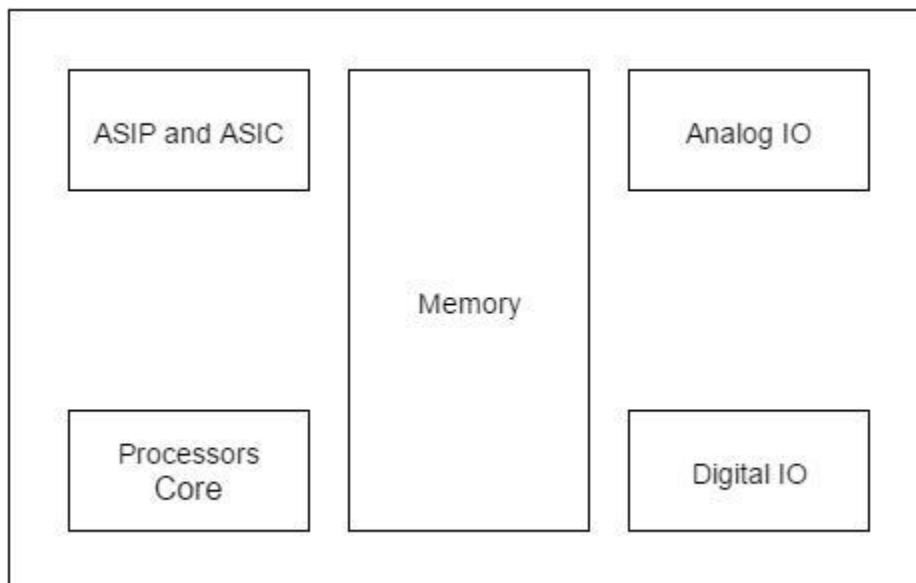 ASIP and ASIC
Analog IO
Memory
Processors
Core
Digital IO